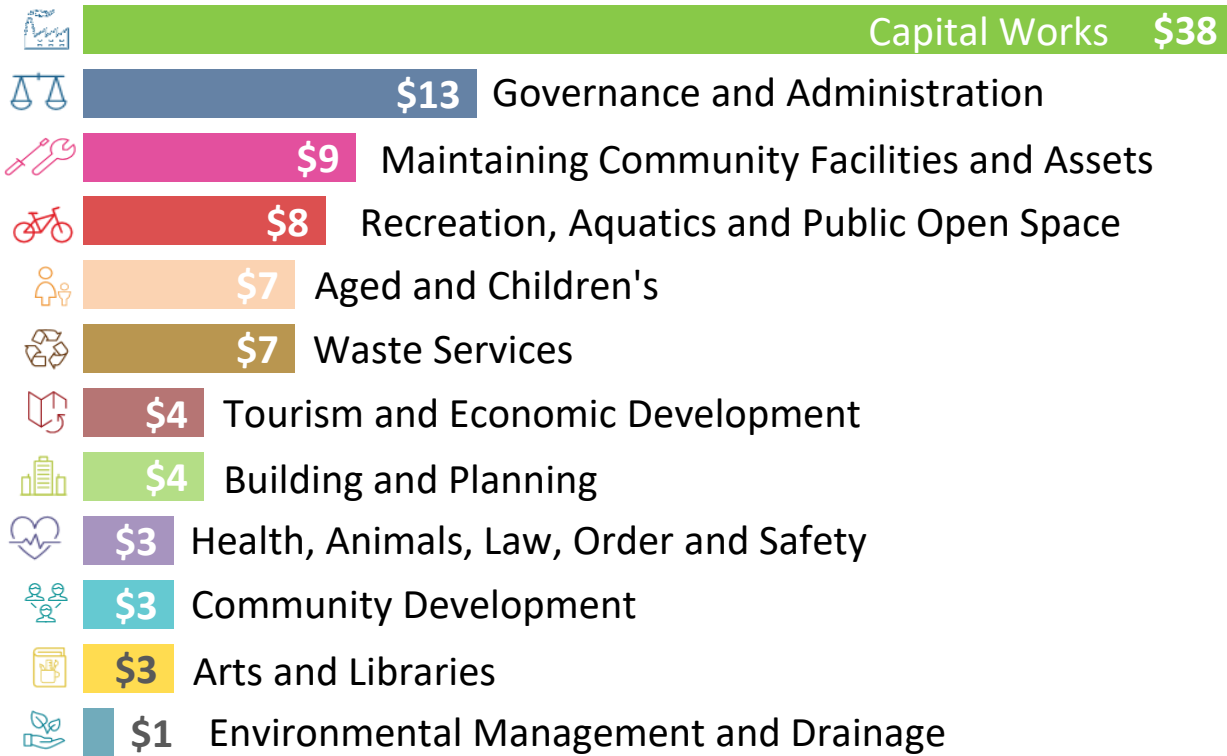 Capital Works $38
$13 Governance and Administration
$9 Maintaining Community Facilities and Assets
$8 Recreation, Aquatics and Public Open Space
$7 Aged and Children's
$7 Waste Services
$4 Tourism and Economic Development
$4 Building and Planning
$3 Health, Animals, Law, Order and Safety
$3 Community Development
$3 Arts and Libraries
$1 Environmental Management and Drainage